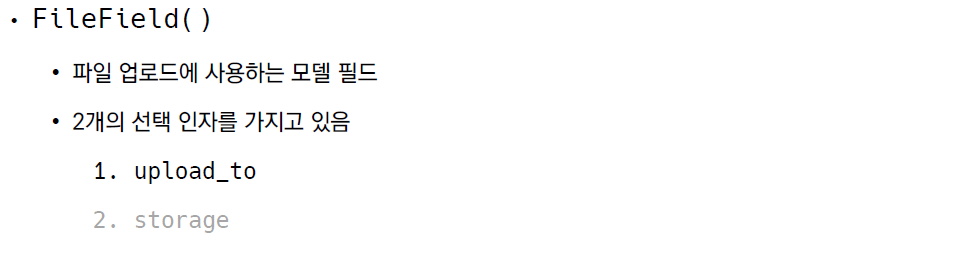 • FileField()
• 파일 업로드에 사용하는 모델 필드
• 2개의 선택 인자를 가지고 있음
1. upload_to
2. storage